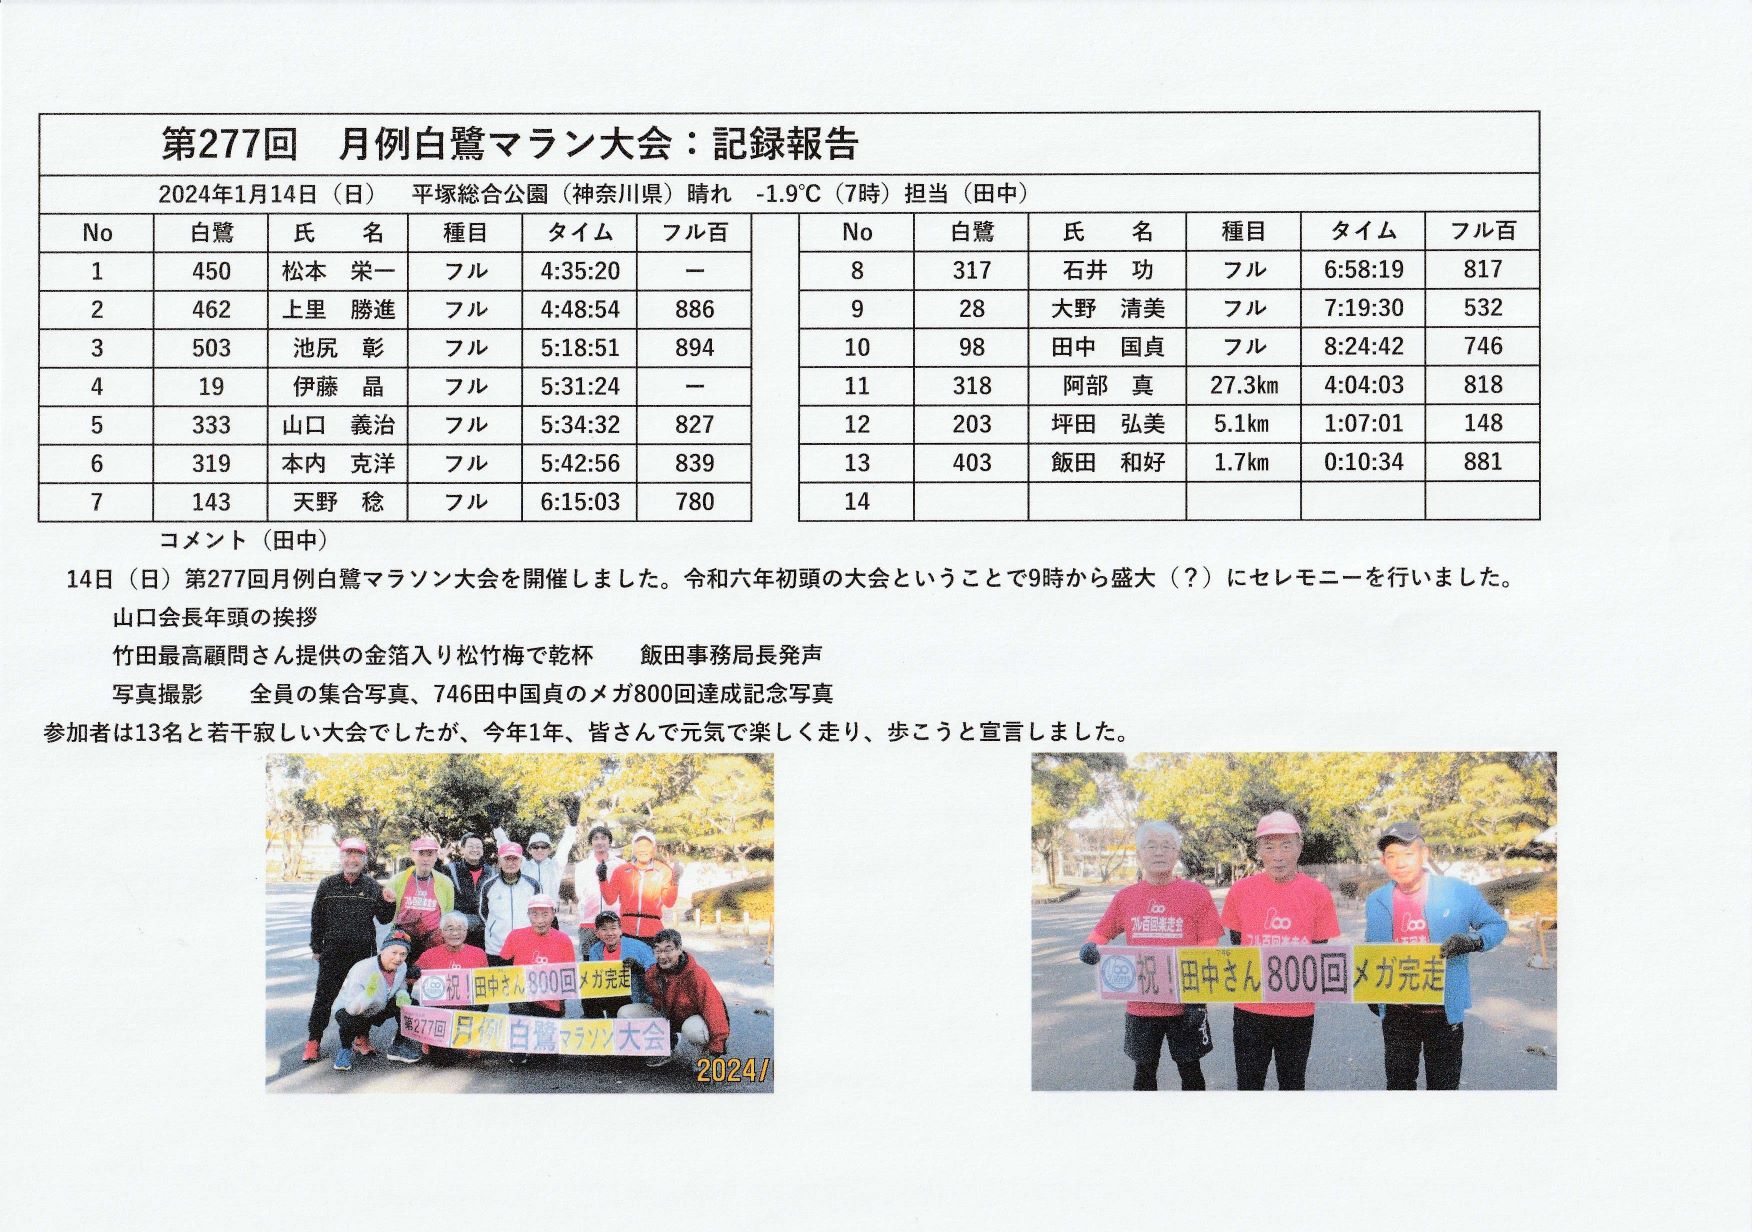 第277回　月例白鷺マラン大会：記録報告
2024年1月14日（日）　平塚総合公園（神奈川県）晴れ　-1.9℃（7時）担当（田中）
No 白鷺 氏　名 種目 タイム フル百 No 白鷺 氏　名 種目 タイム フル百
1 450 松本　栄一 フル 4:35:20 ー 8 317 石井　功 フル 6:58:19 817
2 462 上里　勝進 フル 4:48:54 886 9 28 大野　清美 フル 7:19:30 532
3 503 池尻　彰 フル 5:18:51 894 10 98 田中　国貞 フル 8:24:42 746
4 19 伊藤　晶 フル 5:31:24 ー 11 318 阿部　真 27.3㎞ 4:04:03 818
5 333 山口　義治 フル 5:34:32 827 12 203 坪田　弘美 5.1㎞ 1:07:01 148
6 319 本内　克洋 フル 5:42:56 839 13 403 飯田　和好 1.7㎞ 0:10:34 881
7 143 天野　稔 フル 6:15:03 780 14
コメント（田中）
14日（日）第277回月例白鷺マラソン大会を開催しました。令和六年初頭の大会ということで9時から盛大（？）にセレモニーを行いました。
山口会長年頭の挨拶
竹田最高顧問さん提供の金箔入り松竹梅で乾杯　　飯田事務局長発声
写真撮影　　全員の集合写真、746田中国貞のメガ800回達成記念写真
参加者は13名と若干寂しい大会でしたが、今年1年、皆さんで元気で楽しく走り、歩こうと宣言しました。
祝！田中さん800回メガ完走
第277回 月例白鷺マラソン大会
2024/
フル百回楽走会
フル百回楽走会
祝！田中さん800回メガ完走